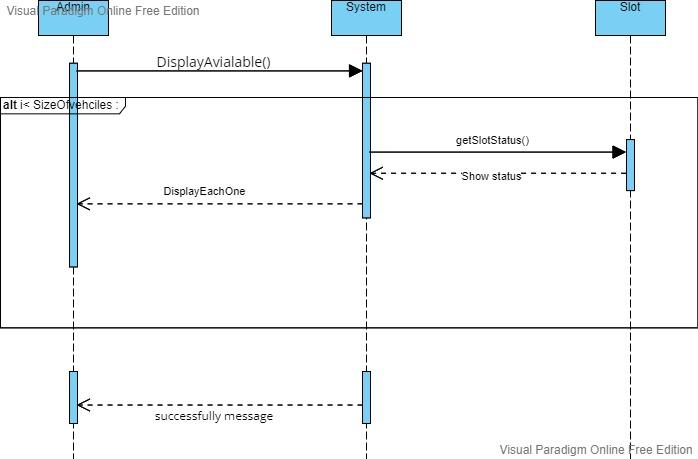 Visual Paradigm Online Free Edition
Admin
System
Slot
DisplayAvialable()
alt i< SizeOfvehciles :
getSlotStatus()
Show status
DisplayEachOne
successfully message
Visual Paradigm Online Free Edition